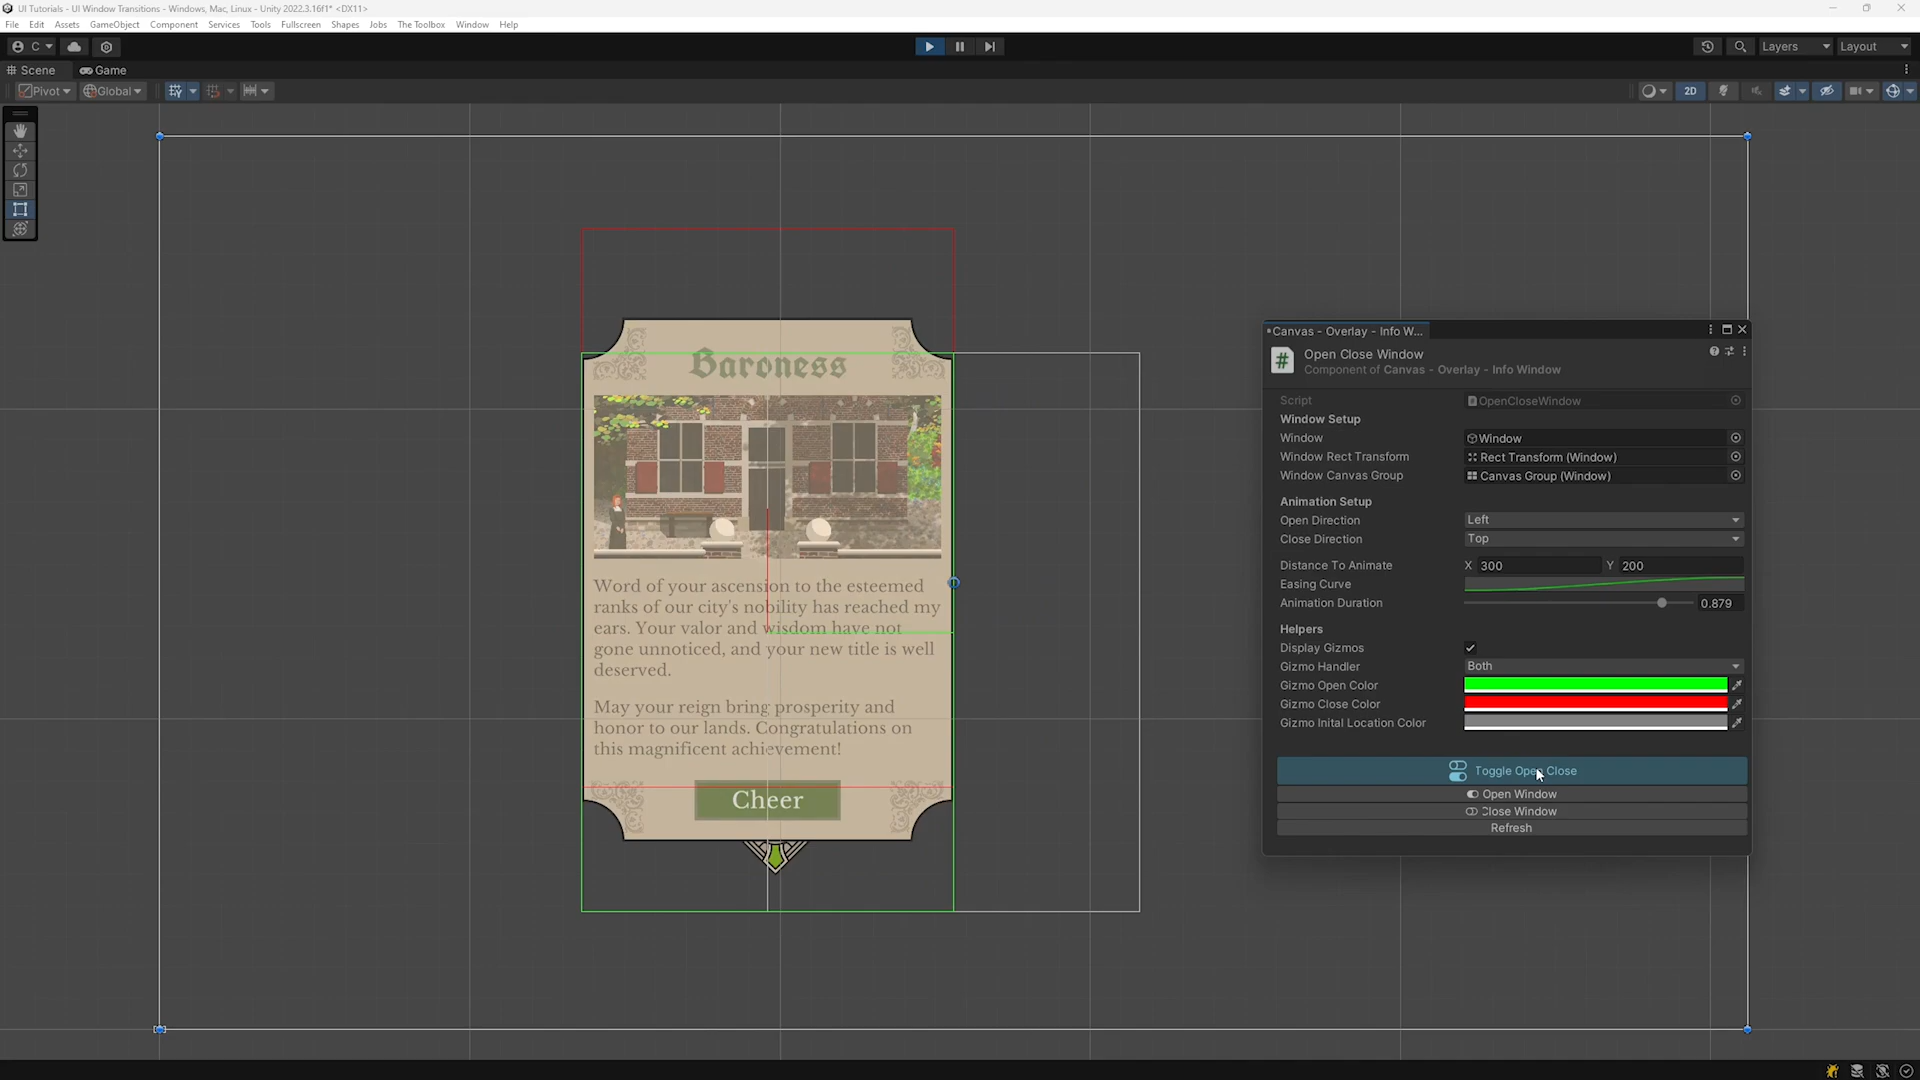 UI Tutorials - UI Window Transitions - Windows, Mac, Linux - Unity 2022.3.16f1* <DX11>
File Edit Assets GameObject Component Services Tools Fullscreen Shapes Jobs The Toolbox Window Help
C
Layers
Layout
Scene
Game
Pivot
Global
2D
Baroness
Word of your ascension to the esteemed
ranks of our city's nobility has reached my
ears. Your valor and wisdom have not
gone unnoticed, and your new title is well
deserved.
May your reign bring prosperity and
honor to our lands. Congratulations on
this magnificent achievement!
Cheer
*Canvas - Overlay - Info W...
# Open Close Window
Component of Canvas - Overlay - Info Window
Script OpenCloseWindow
Window Setup
Window Window
Window Rect Transform Rect Transform (Window)
Window Canvas Group Canvas Group (Window)
Animation Setup
Open Direction Left
Close Direction Top
Distance To Animate X 300 Y 200
Easing Curve
Animation Duration 0.879
Helpers
Display Gizmos
Gizmo Handler Both
Gizmo Open Color
Gizmo Close Color
Gizmo Inital Location Color
Toggle Open Close
Open Window
Close Window
Refresh